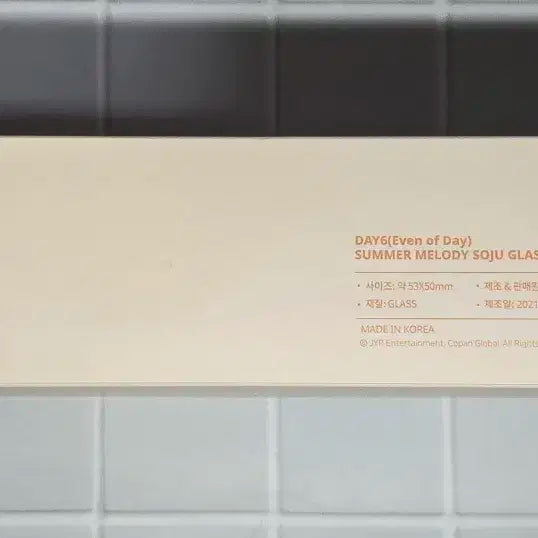 DAY6(Even of Day)
SUMMER MELODY SOJU GLAS
• 사이즈: 약 53X50mm • 제조 & 판매원
• 재질: GLASS • 제조일: 2021
MADE IN KOREA
© JYP Entertainment, Copan Global All Rights